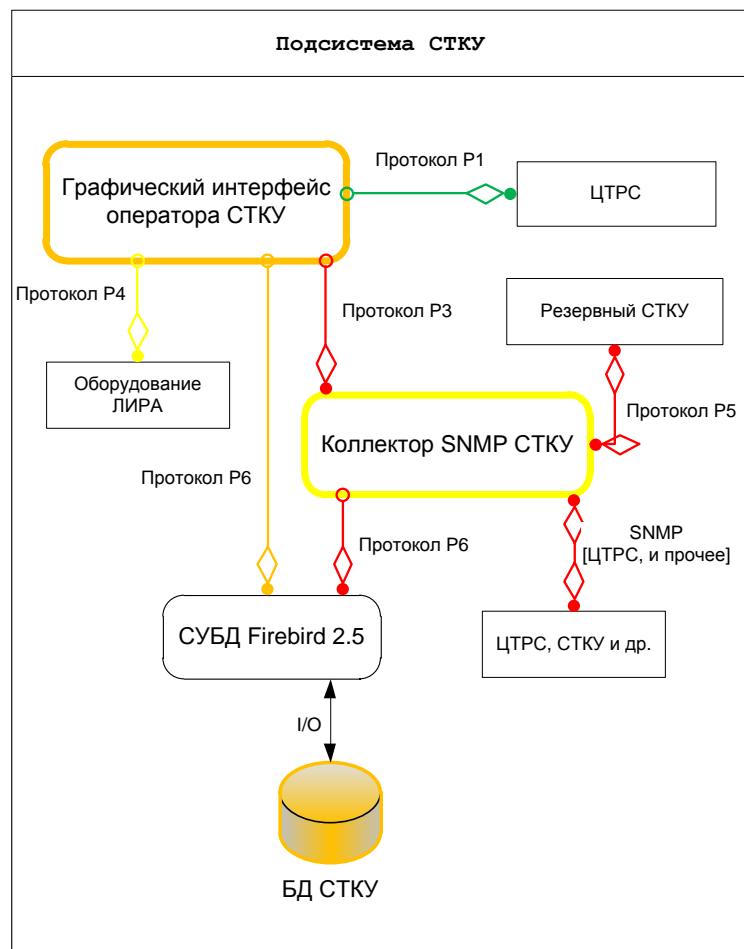 Подсистема СТКУ
Протокол P1
Графический интерфейс
оператора СТКУ
ЦТРС
Протокол P4
Протокол P3
Резервный СТКУ
Оборудование
ЛИРА
Протокол P5
Коллектор SNMP СТКУ
Протокол P6
SNMP
[ЦТРС, и прочее]
Протокол P6
СУБД Firebird 2.5
ЦТРС, СТКУ и др.
I/O
БД СТКУ